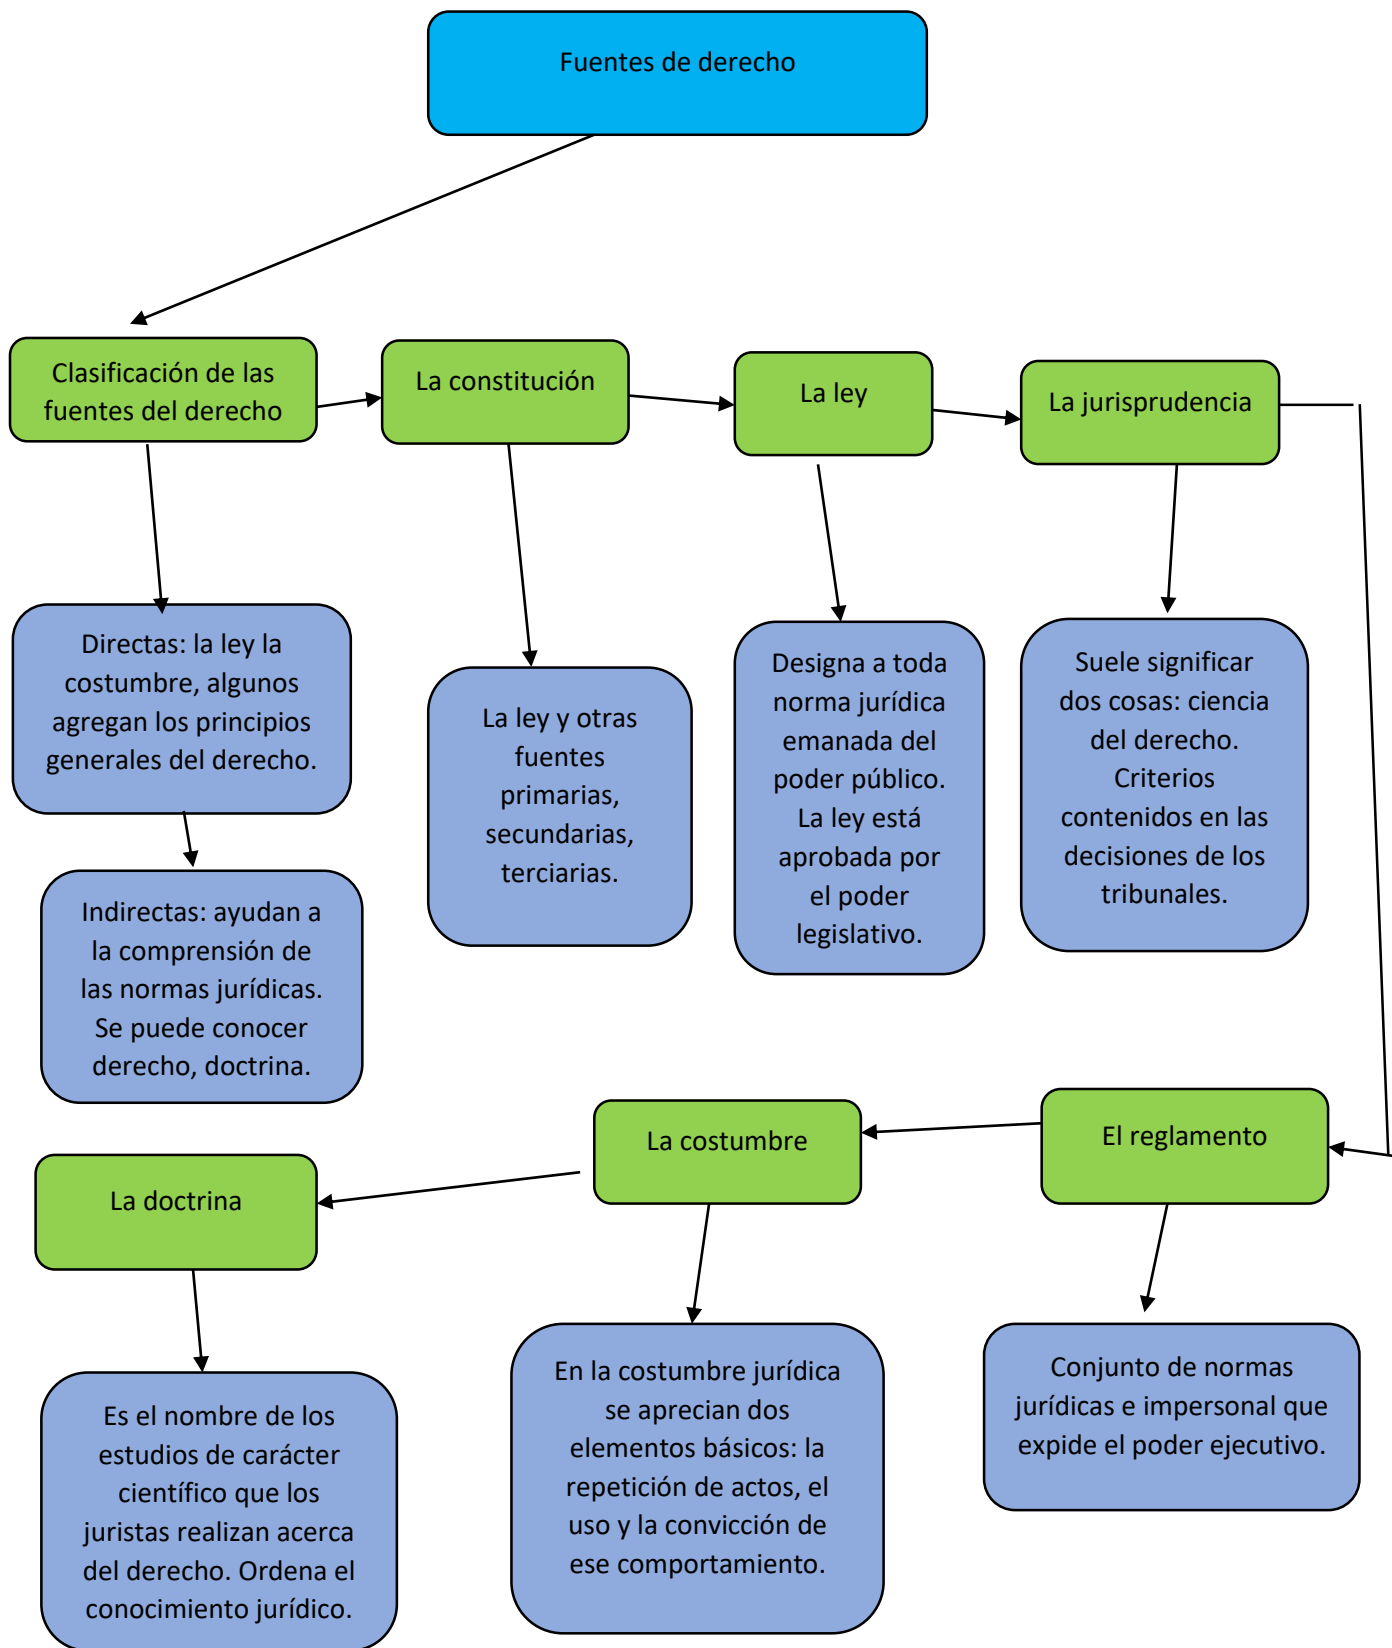 Fuentes de derecho
Clasificación de las
fuentes del derecho
La constitución
La ley
La jurisprudencia
Directas: la ley la
costumbre, algunos
agregan los principios
generales del derecho.
La ley y otras
fuentes
primarias,
secundarias,
terciarias.
Designa a toda
norma jurídica
emanada del
poder público.
La ley está
aprobada por
el poder
legislativo.
Suele significar
dos cosas: ciencia
del derecho.
Criterios
contenidos en las
decisiones de los
tribunales.
Indirectas: ayudan a
la comprensión de
las normas jurídicas.
Se puede conocer
derecho, doctrina.
El reglamento
La costumbre
La doctrina
Conjunto de normas
jurídicas e impersonal que
expide el poder ejecutivo.
En la costumbre jurídica
se aprecian dos
elementos básicos: la
repetición de actos, el
uso y la convicción de
ese comportamiento.
Es el nombre de los
estudios de carácter
científico que los
juristas realizan acerca
del derecho. Ordena el
conocimiento jurídico.